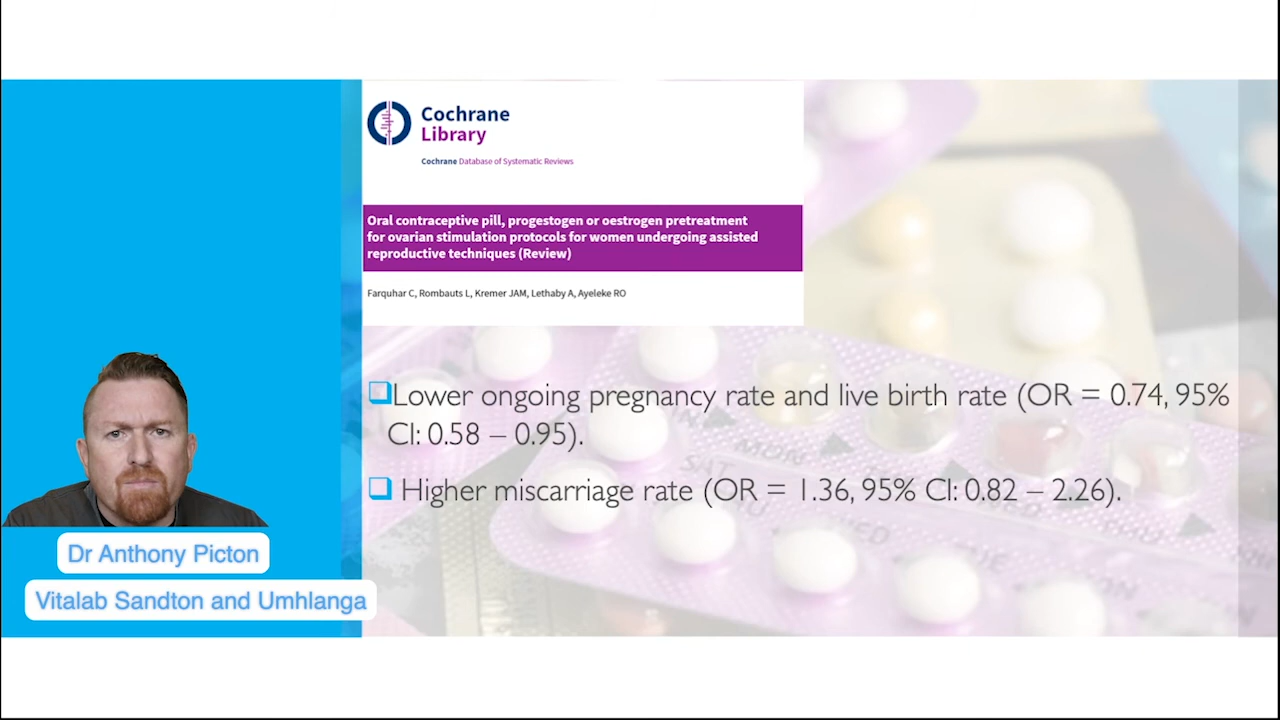 Cochrane
Library
Cochrane Database of Systematic Reviews
Oral contraceptive pill, progestogen or oestrogen pretreatment
for ovarian stimulation protocols for women undergoing assisted
reproductive techniques (Review)
Farquhar C, Rombauts L, Kremer JAM, Lethaby A, Ayeleke RO
Lower ongoing pregnancy rate and live birth rate (OR = 0.74, 95%
CI: 0.58 – 0.95).
Higher miscarriage rate (OR = 1.36, 95% CI: 0.82 – 2.26).
Dr Anthony Picton
Vitalab Sandton and Umhlanga
MON
SAT